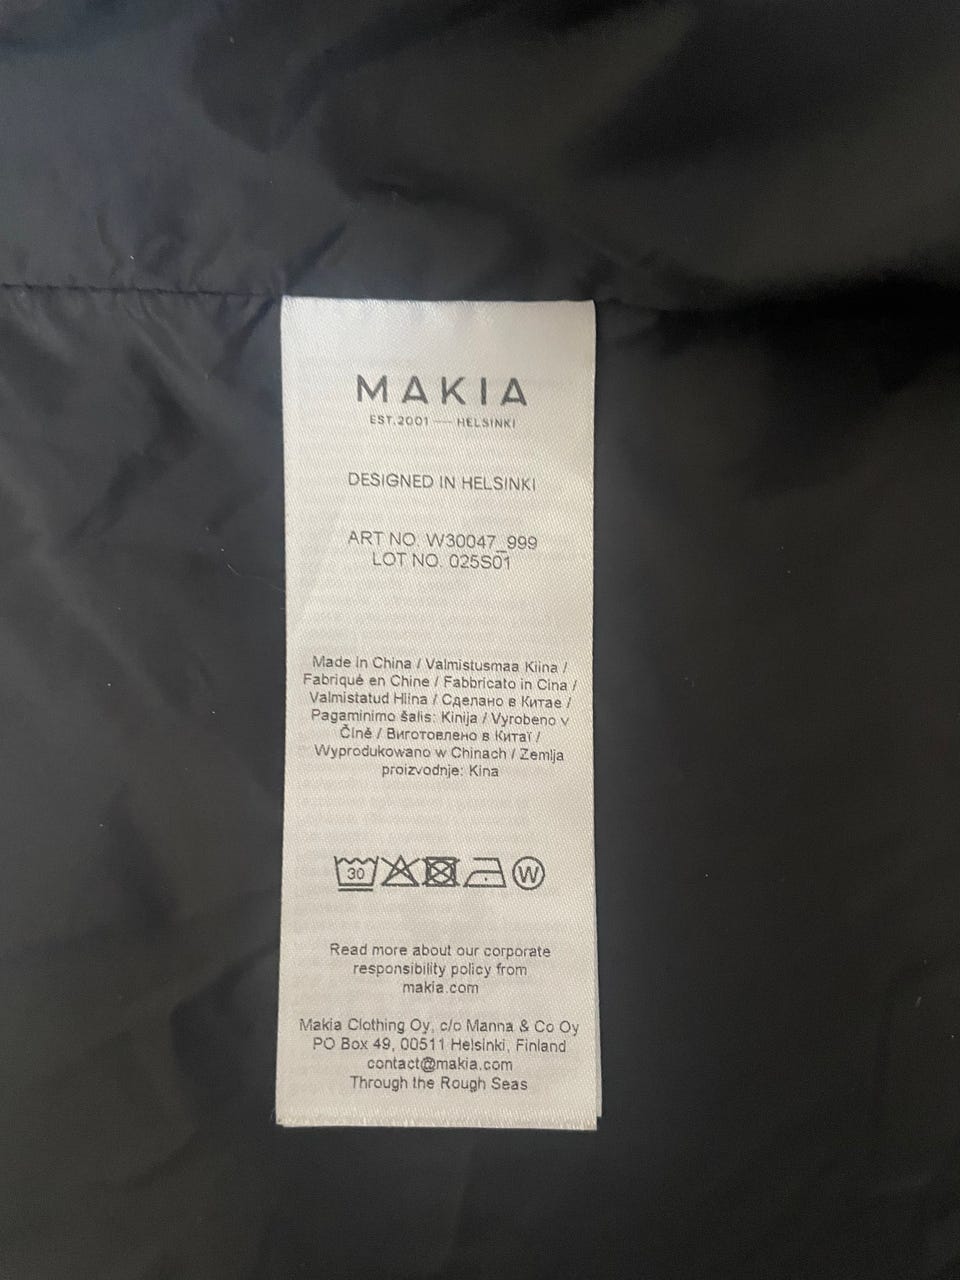 MAKIA
EST.2001 — HELSINKI
DESIGNED IN HELSINKI
ART NO. W30047_999
LOT NO. 025S01
Made in China / Valmistusmaa Kiina /
Fabriqué en Chine / Fabbricato in Cina /
Valmistatud Hiina / Сделано в Китае /
Pagaminimo šalis: Kinija / Vyrobeno v
Číně / Виготовлено в Китаї /
Wyprodukowano w Chinach / Zemlja
proizvodnje: Kina
30 W
Read more about our corporate
responsibility policy from
makia.com
Makia Clothing Oy, c/o Manna & Co Oy
PO Box 49, 00511 Helsinki, Finland
contact@makia.com
Through the Rough Seas